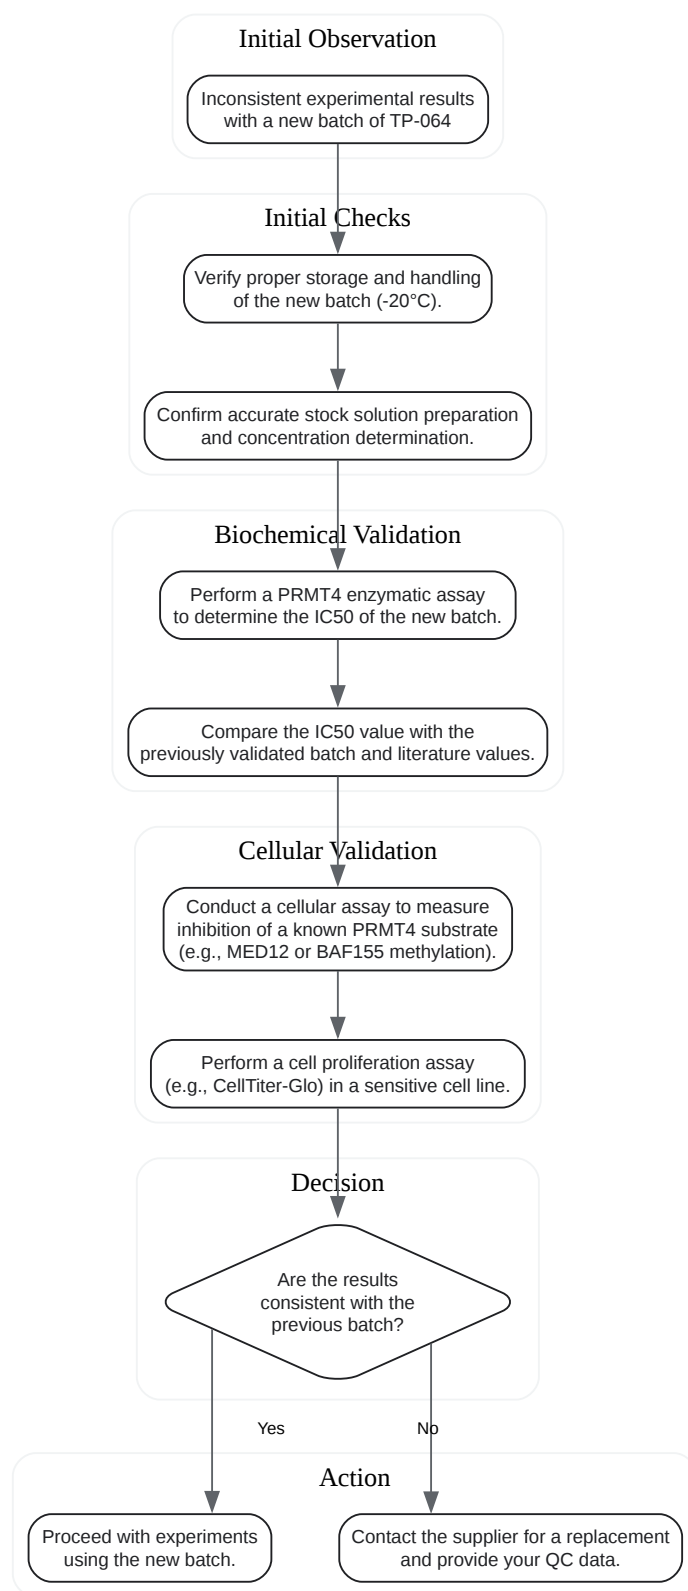 Initial Observation
Inconsistent experimental results
with a new batch of TP-064
Initial Checks
Verify proper storage and handling
of the new batch (-20°C).
Confirm accurate stock solution preparation
and concentration determination.
Biochemical Validation
Perform a PRMT4 enzymatic assay
to determine the IC50 of the new batch.
Compare the IC50 value with the
previously validated batch and literature values.
Cellular Validation
Conduct a cellular assay to measure
inhibition of a known PRMT4 substrate
(e.g., MED12 or BAF155 methylation).
Perform a cell proliferation assay
(e.g., CellTiter-Glo) in a sensitive cell line.
Decision
Are the results
consistent with the
previous batch?
Yes
No
Action
Proceed with experiments
using the new batch.
Contact the supplier for a replacement
and provide your QC data.